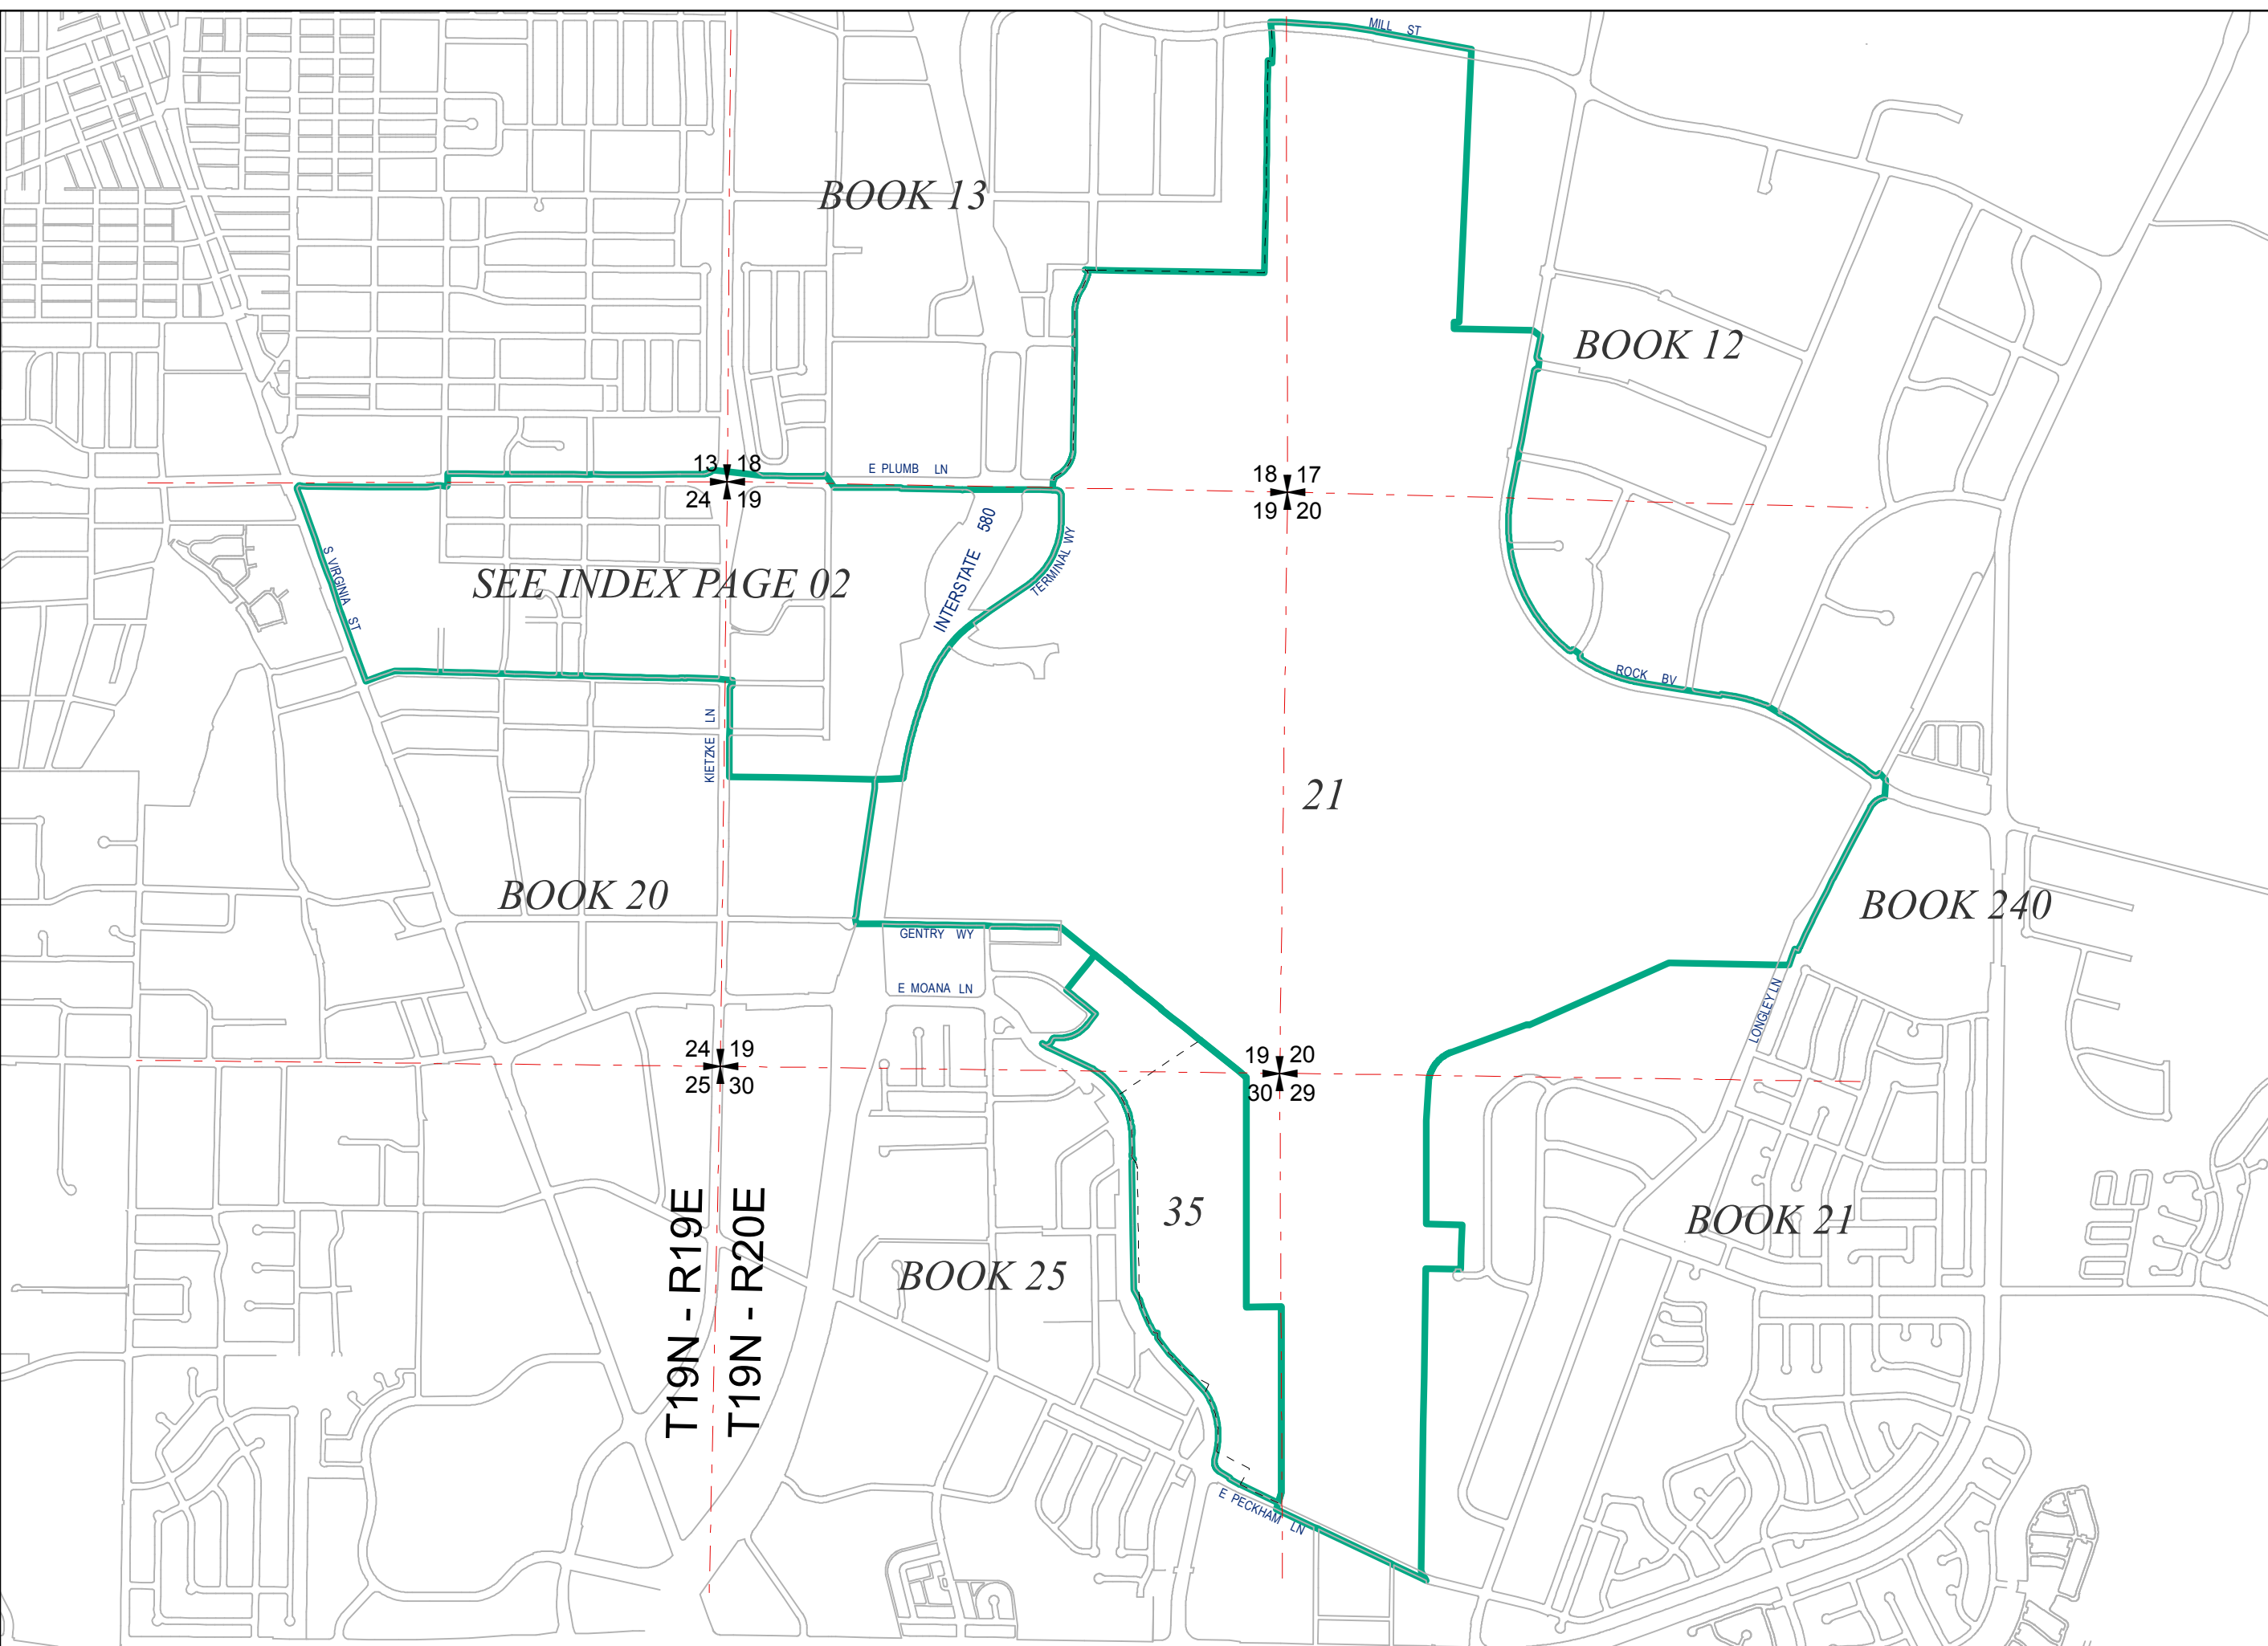 MILL ST
BOOK 13
BOOK 12
13 18
24 19
E PLUMB LN
18 17
19 20
INTERSTATE 580
TERMINAL WY
S VIRGINIA ST
SEE INDEX PAGE 02
ROCK BV
KIETZKE LN
21
BOOK 20
BOOK 240
GENTRY WY
E MOANA LN
LONGLEY LN
24 19
25 30
19 20
30 29
35
BOOK 21
BOOK 25
T19N - R19E
T19N - R20E
E PECKHAM LN